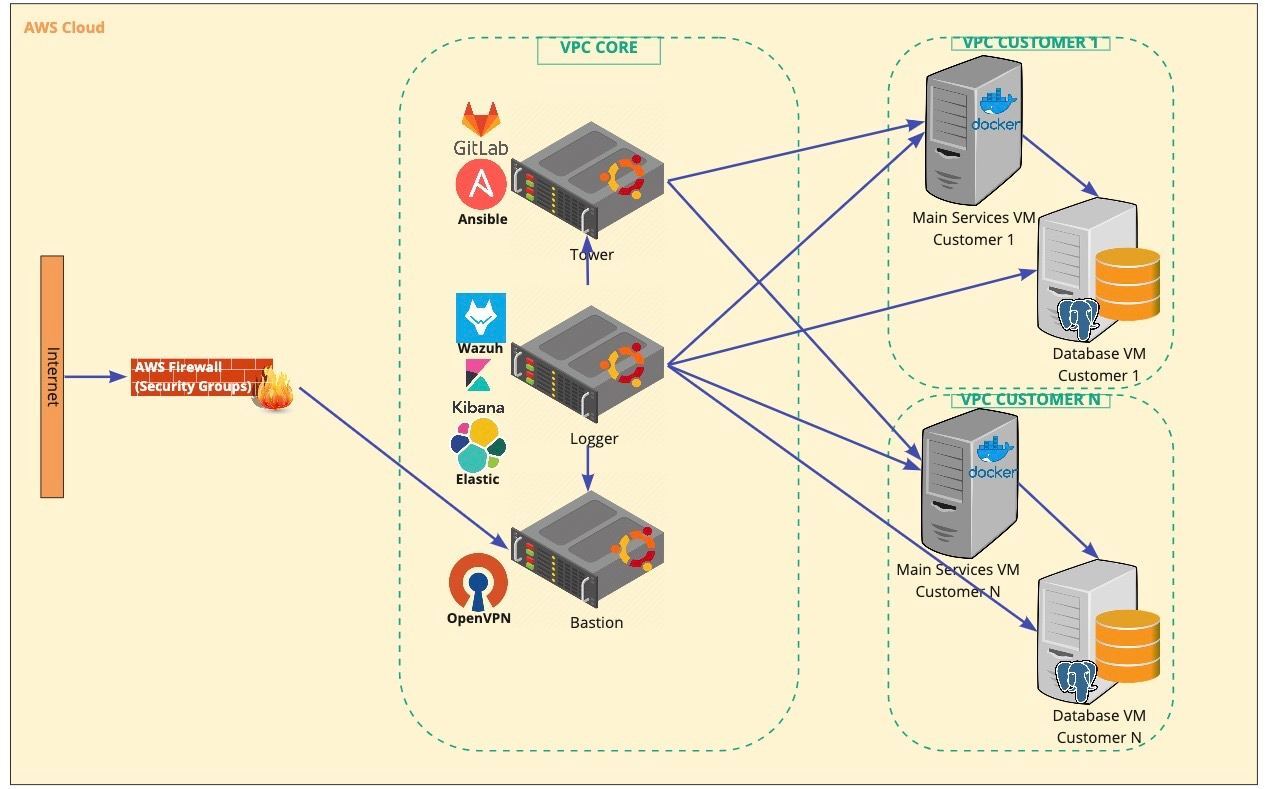 AWS Cloud
Internet
AWS Firewall
(Security Groups)
VPC CORE
GitLab
Ansible
Tower
Wazuh
Kibana
Elastic
Logger
OpenVPN
Bastion
VPC CUSTOMER 1
docker
Main Services VM
Customer 1
Database VM
Customer 1
VPC CUSTOMER N
docker
Main Services VM
Customer N
Database VM
Customer N